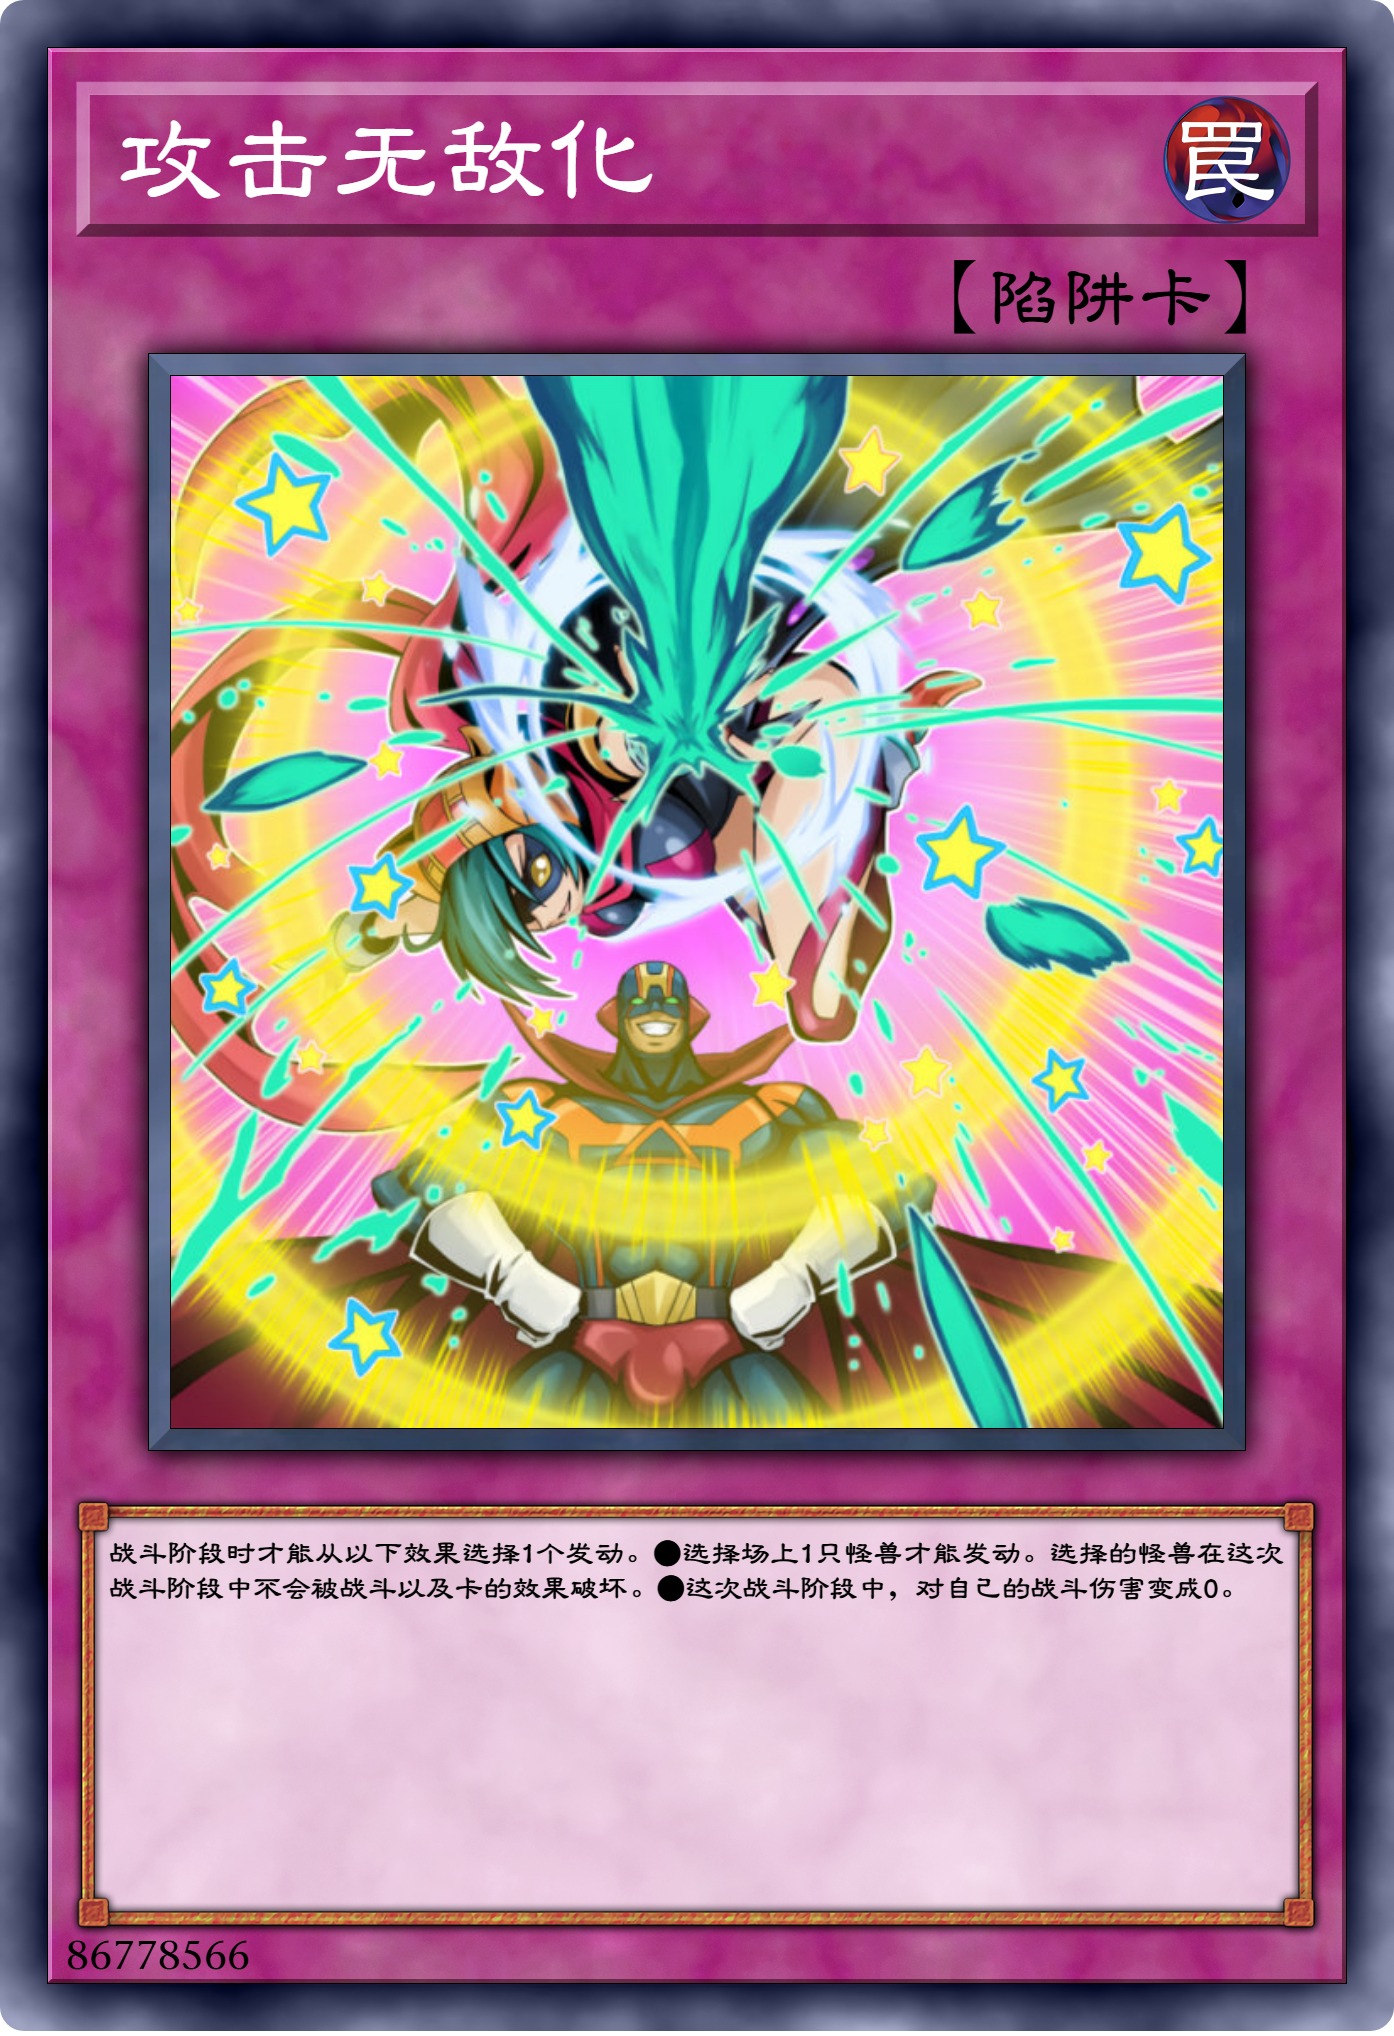 攻击无敌化
罠
【陷阱卡】
战斗阶段时才能从以下效果选择1个发动。●选择场上1只怪兽才能发动。选择的怪兽在这次
战斗阶段中不会被战斗以及卡的效果破坏。●这次战斗阶段中，对自己的战斗伤害变成0。
86778566